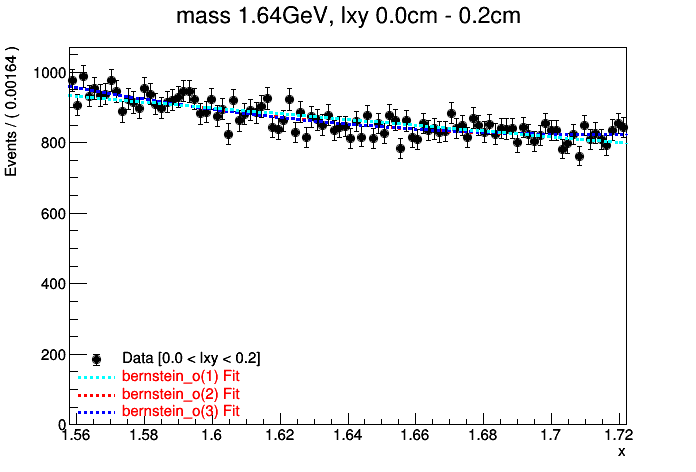 mass 1.64GeV, lxy 0.0cm - 0.2cm
Events / ( 0.00164 )
1000
800
600
400
200
0
Data [0.0 < lxy < 0.2]
bernstein_o(1) Fit
bernstein_o(2) Fit
bernstein_o(3) Fit
1.56 1.58 1.6 1.62 1.64 1.66 1.68 1.7 1.72
x